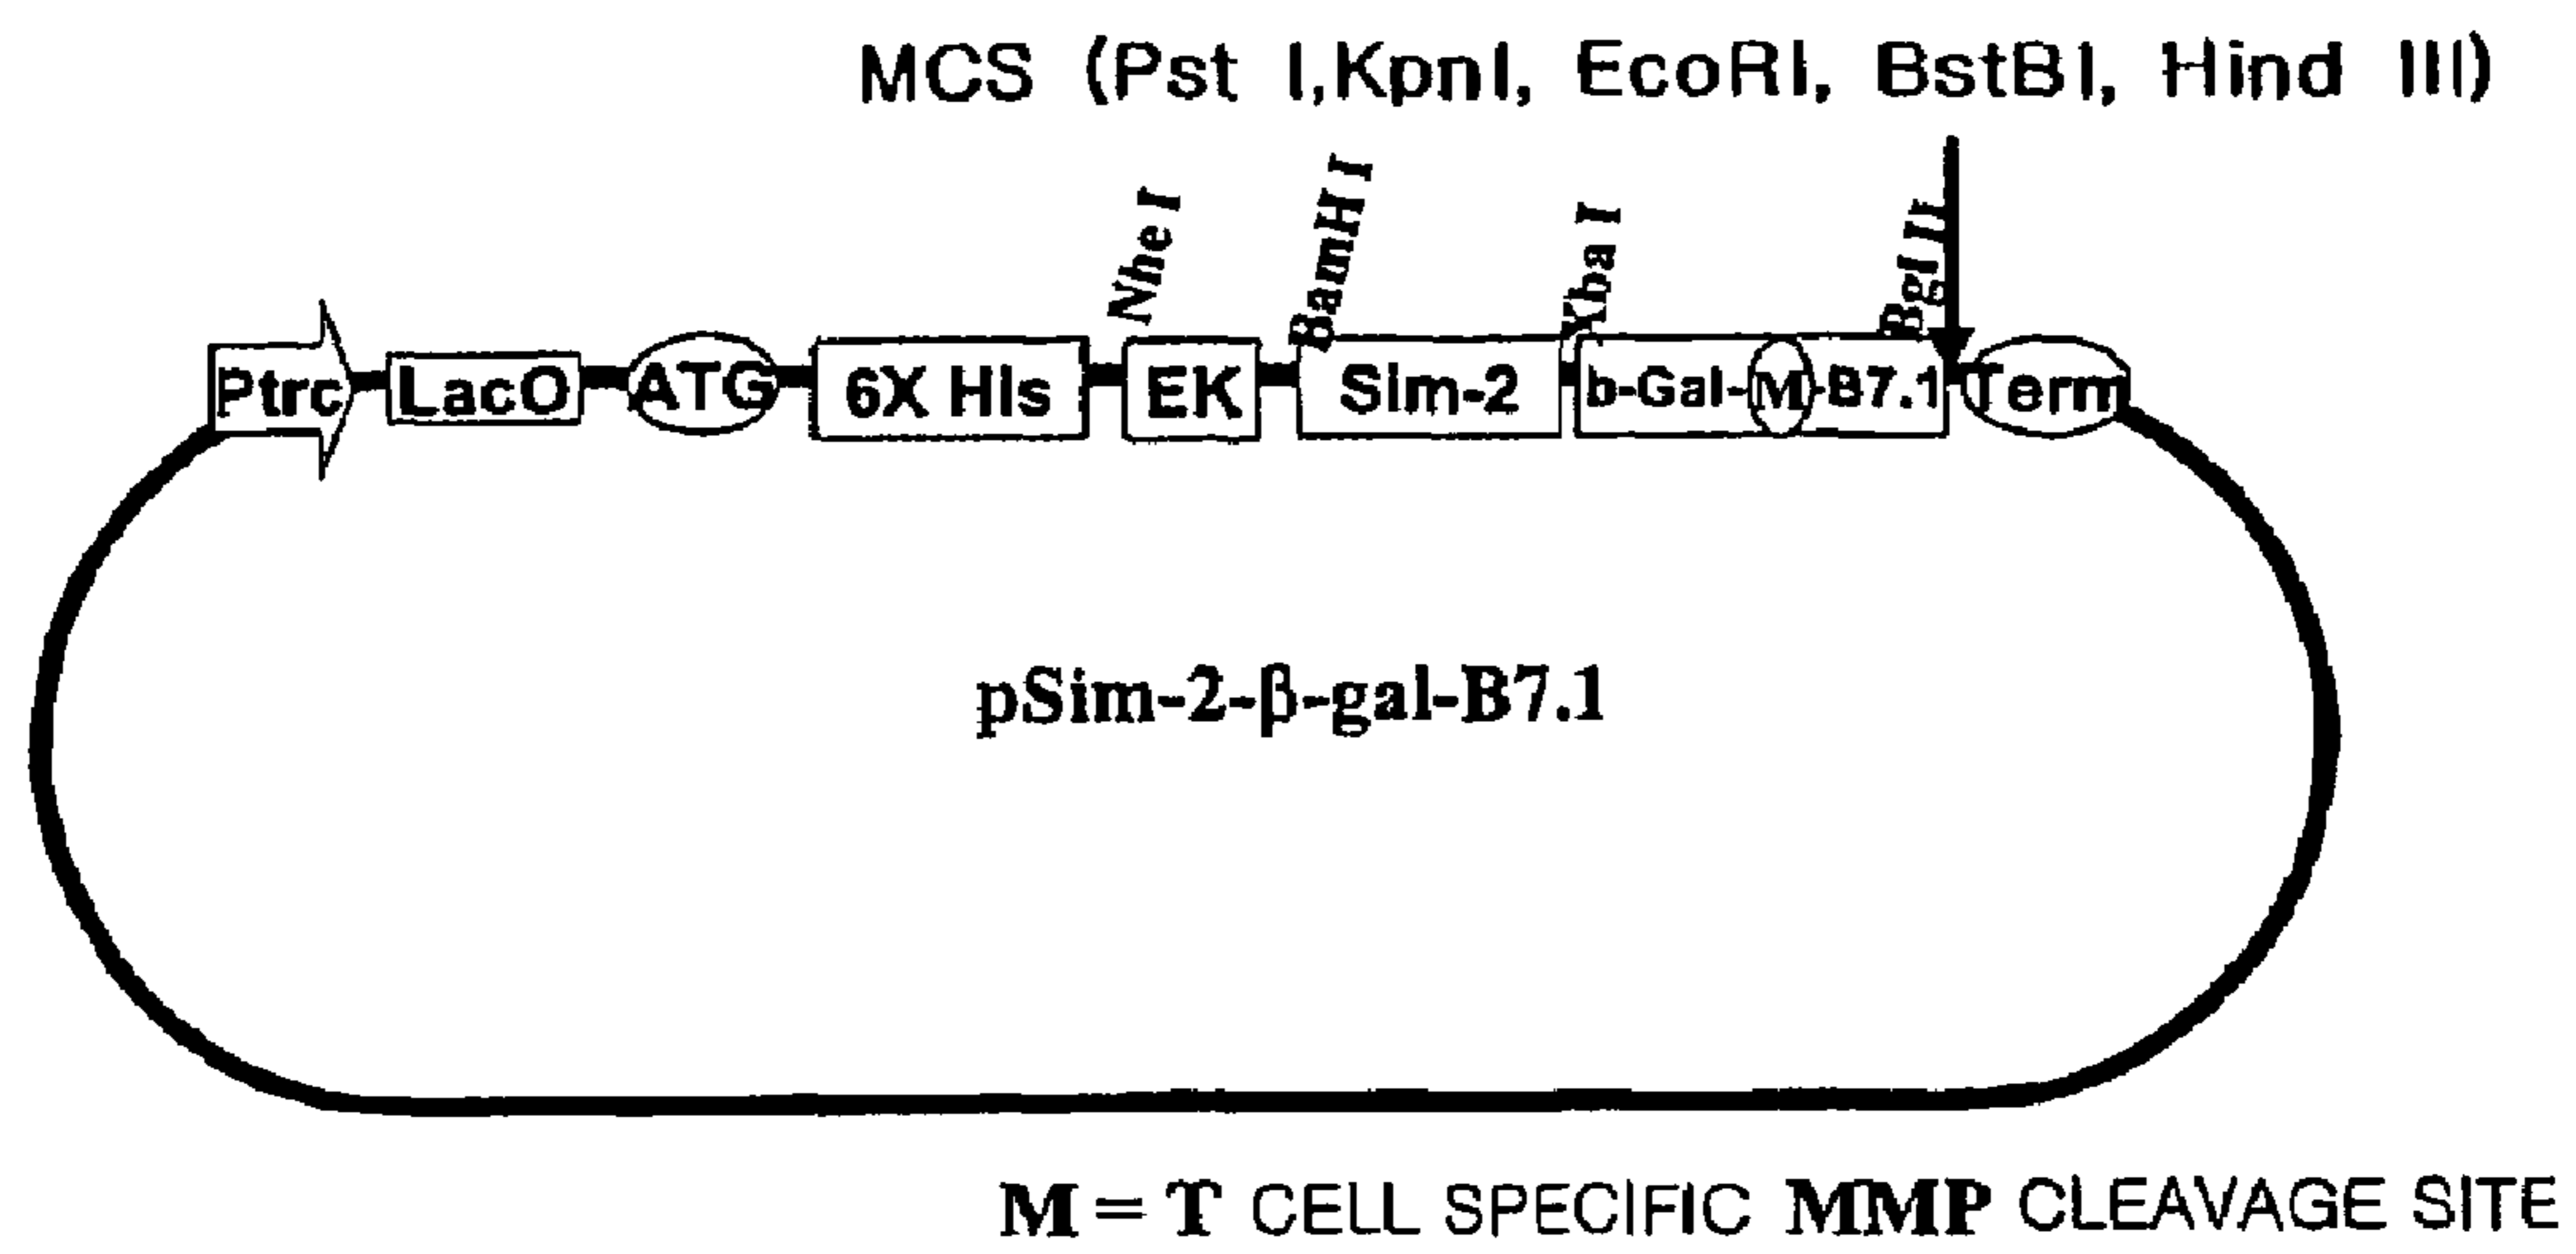 MCS (Pst I,KpnI, EcoRI, BstBI, Hind III)
Nhe I
BamH I
Xba I
Bgl II
Ptrc LacO ATG 6X His EK Sim-2 b-Gal-M-B7.1 Term
pSim-2-β-gal-B7.1
M = T CELL SPECIFIC MMP CLEAVAGE SITE